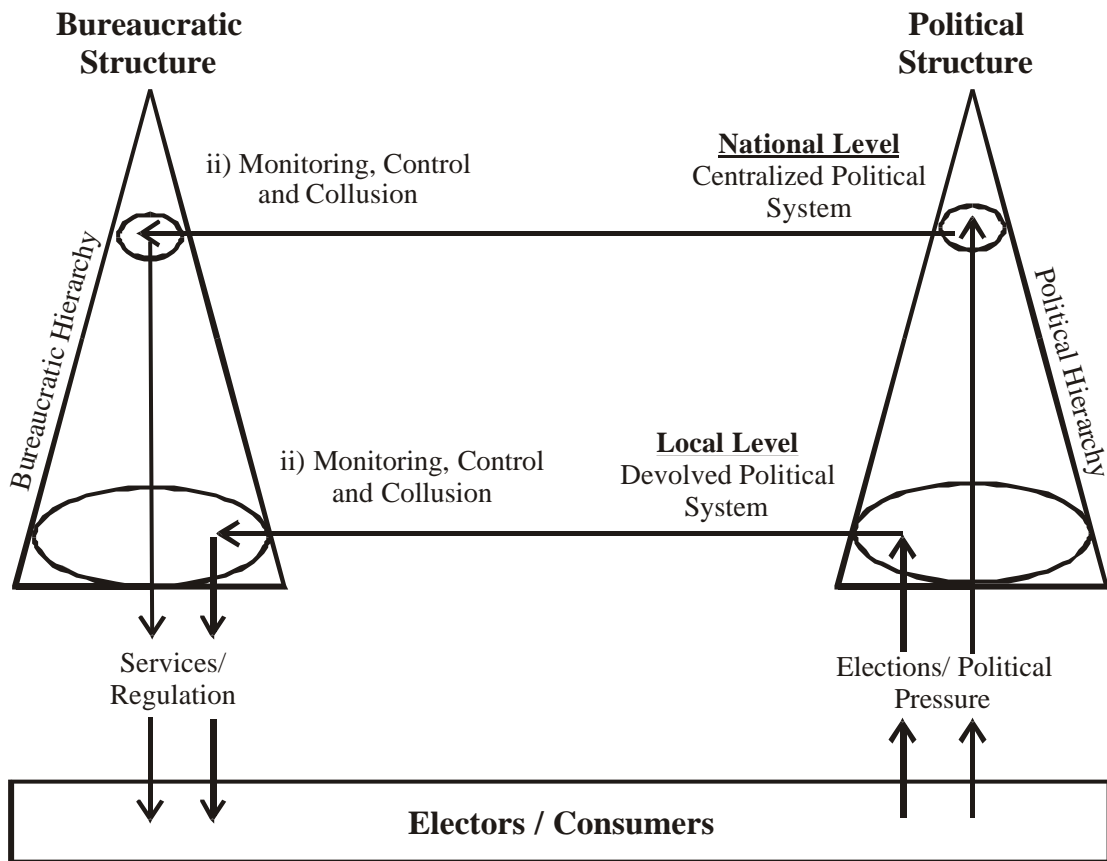 Bureaucratic
Structure
Political
Structure
ii) Monitoring, Control
and Collusion
National Level
Centralized Political
System
Bureaucratic Hierarchy
Political Hierarchy
ii) Monitoring, Control
and Collusion
Local Level
Devolved Political
System
Services/
Regulation
Elections/ Political
Pressure
Electors / Consumers